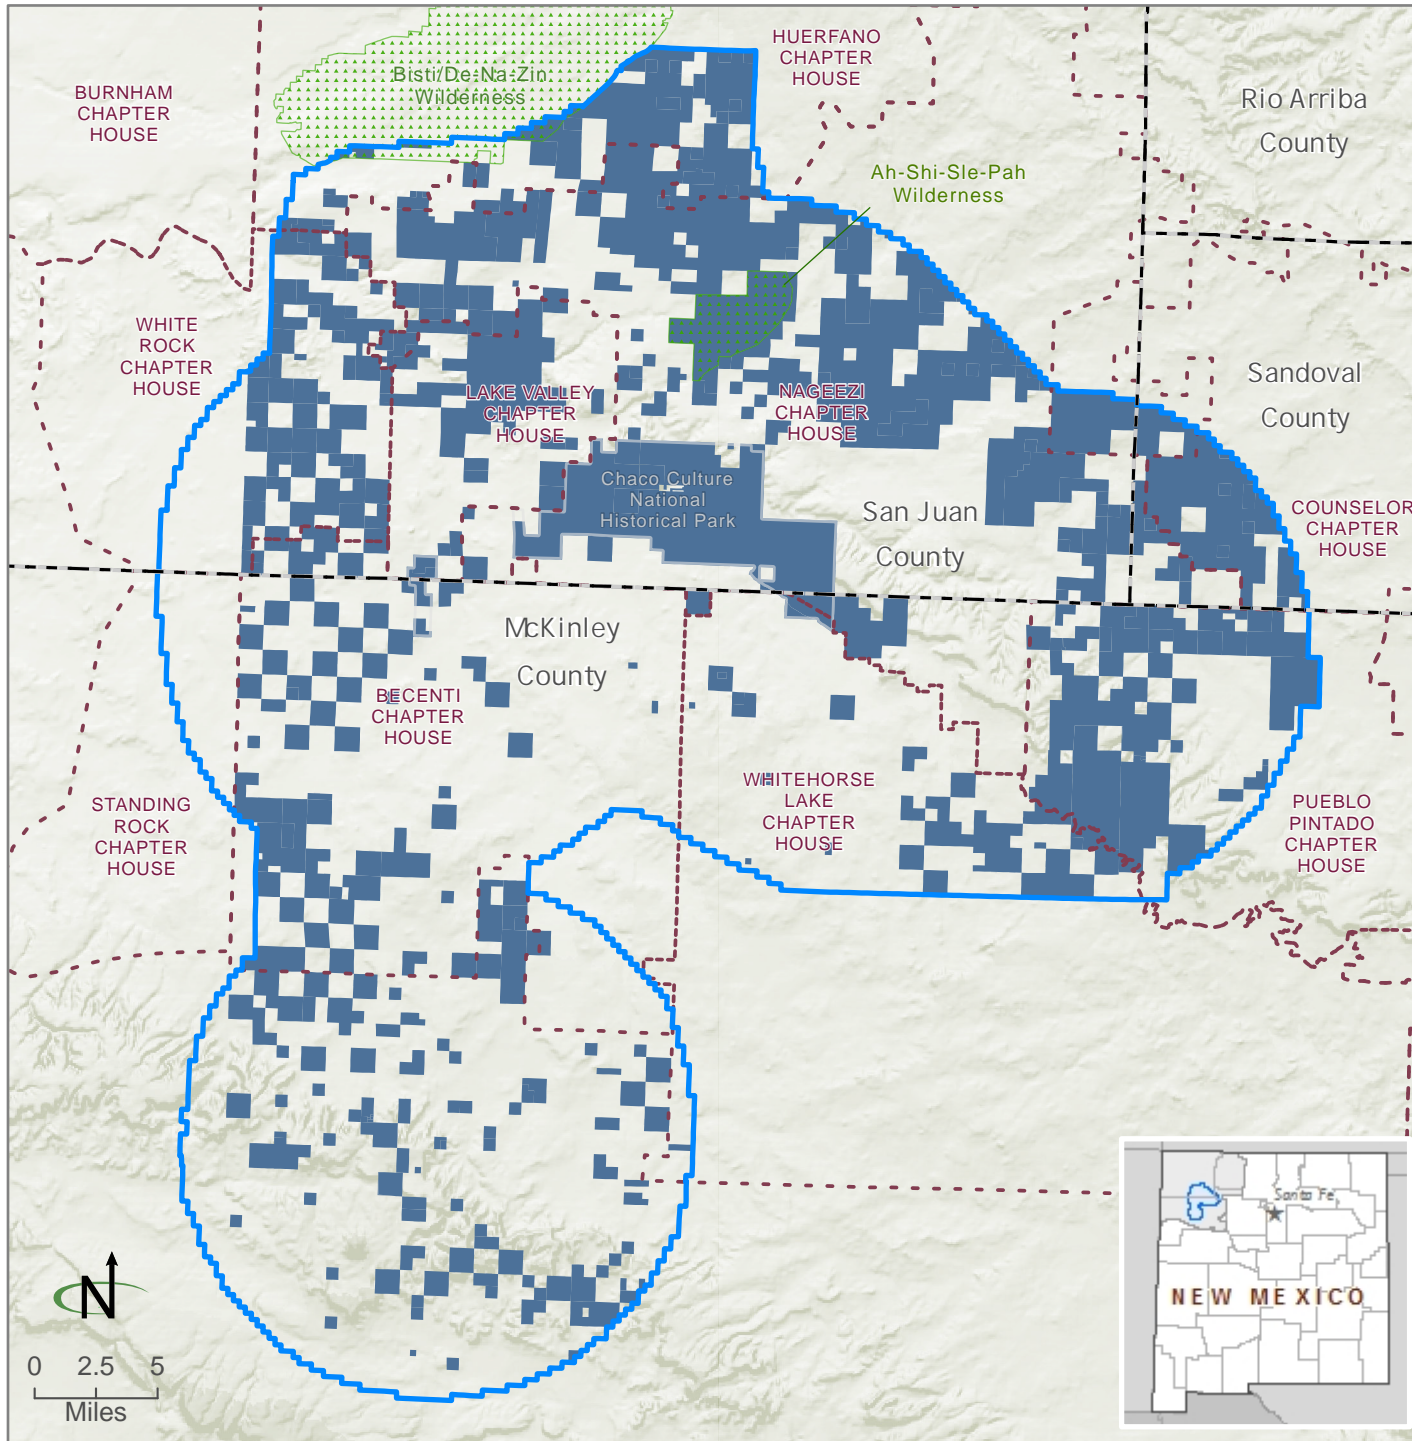 HUERFANO
CHAPTER
HOUSE
Bisti/De-Na-Zin
Wilderness
BURNHAM
CHAPTER
HOUSE
Rio Arriba
County
Ah-Shi-Sle-Pah
Wilderness
WHITE
ROCK
CHAPTER
HOUSE
Sandoval
County
LAKE VALLEY
CHAPTER
HOUSE
NAGEEZI
CHAPTER
HOUSE
Chaco Culture
National
Historical Park
San Juan
County
COUNSELOR
CHAPTER
HOUSE
McKinley
County
BECENTI
CHAPTER
HOUSE
STANDING
ROCK
CHAPTER
HOUSE
WHITEHORSE
LAKE
CHAPTER
HOUSE
PUEBLO
PINTADO
CHAPTER
HOUSE
Santa Fe
NEW MEXICO
N
0 2.5 5
Miles